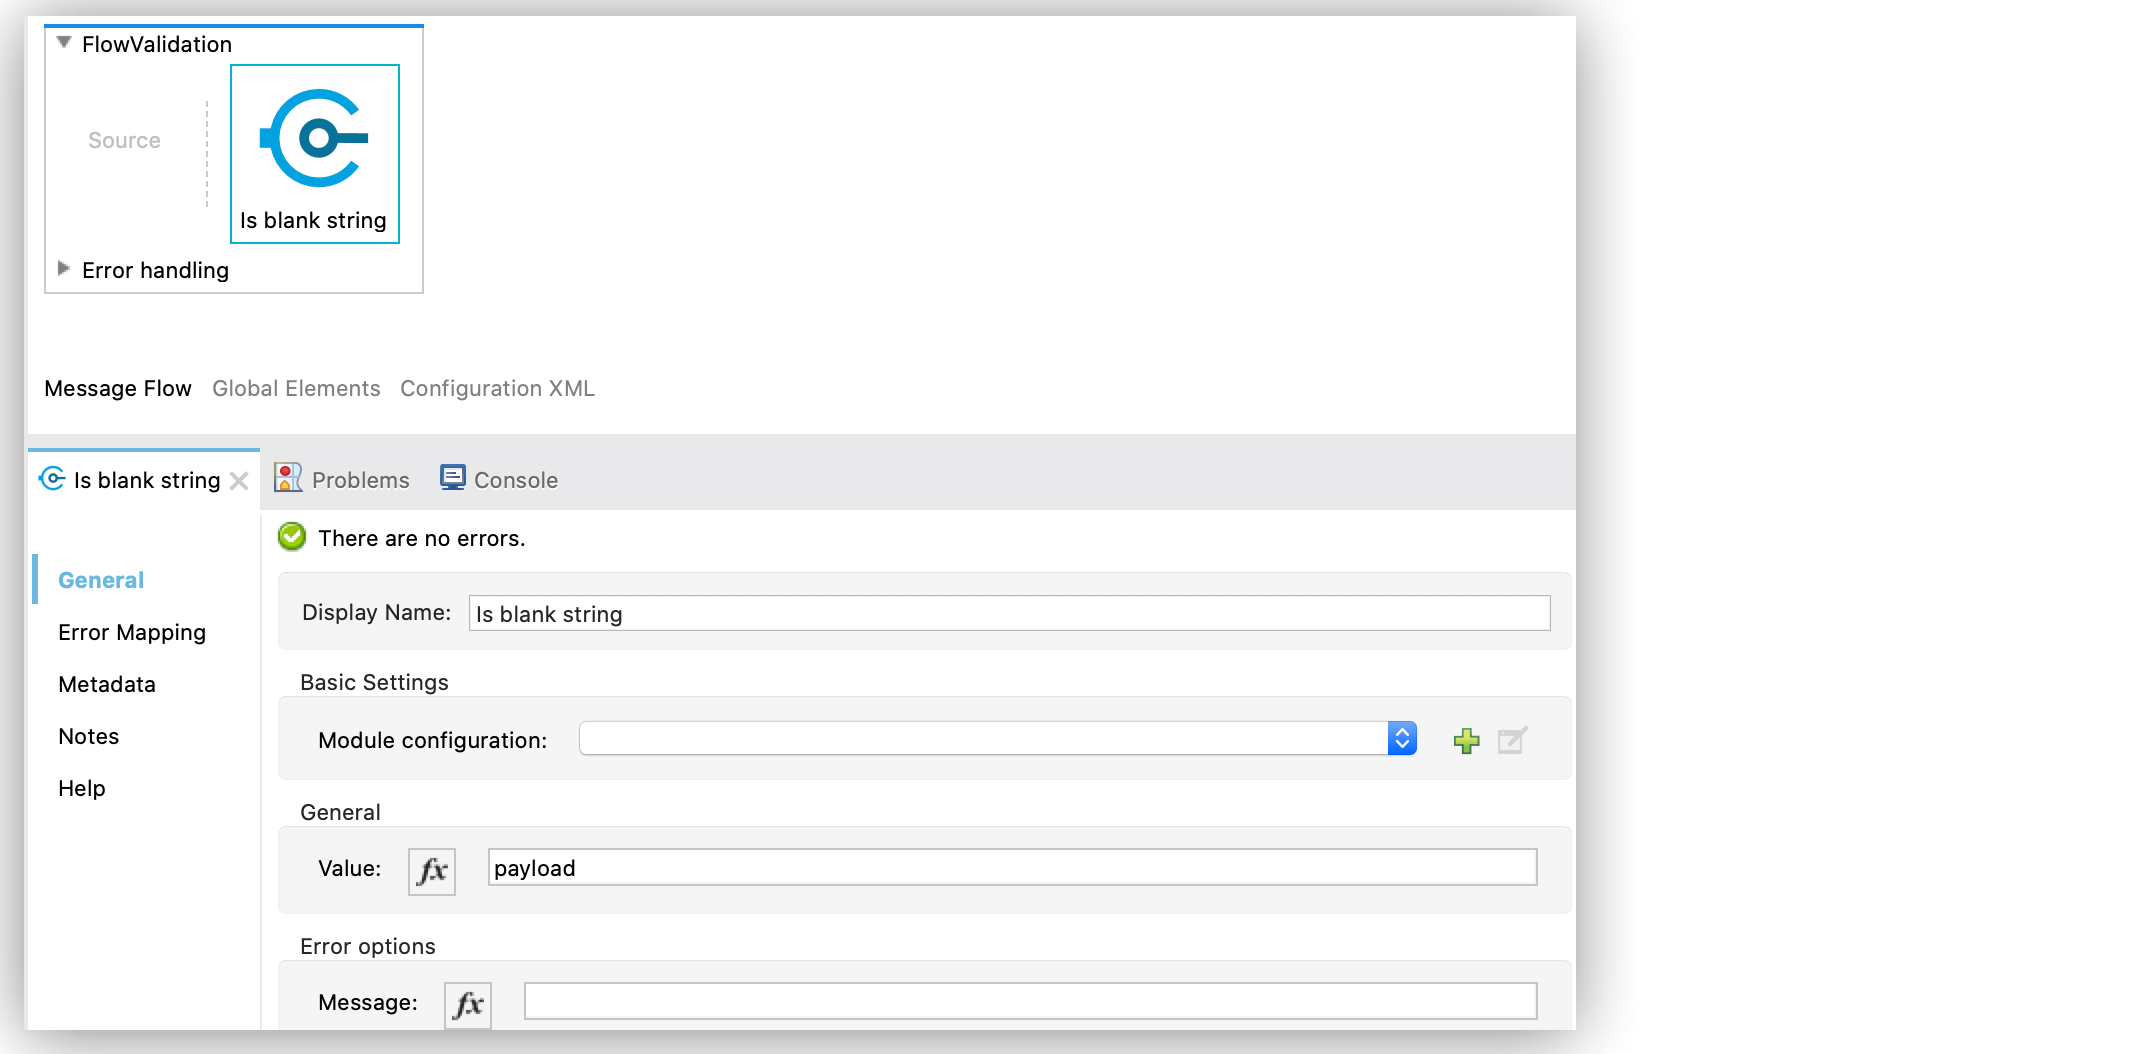 FlowValidation
Source
Is blank string
Error handling
Message Flow Global Elements Configuration XML
Is blank string Problems Console
There are no errors.
General
Display Name: Is blank string
Error Mapping
Basic Settings
Metadata
Module configuration:
Notes
Help
General
Value: fx payload
Error options
Message: fx